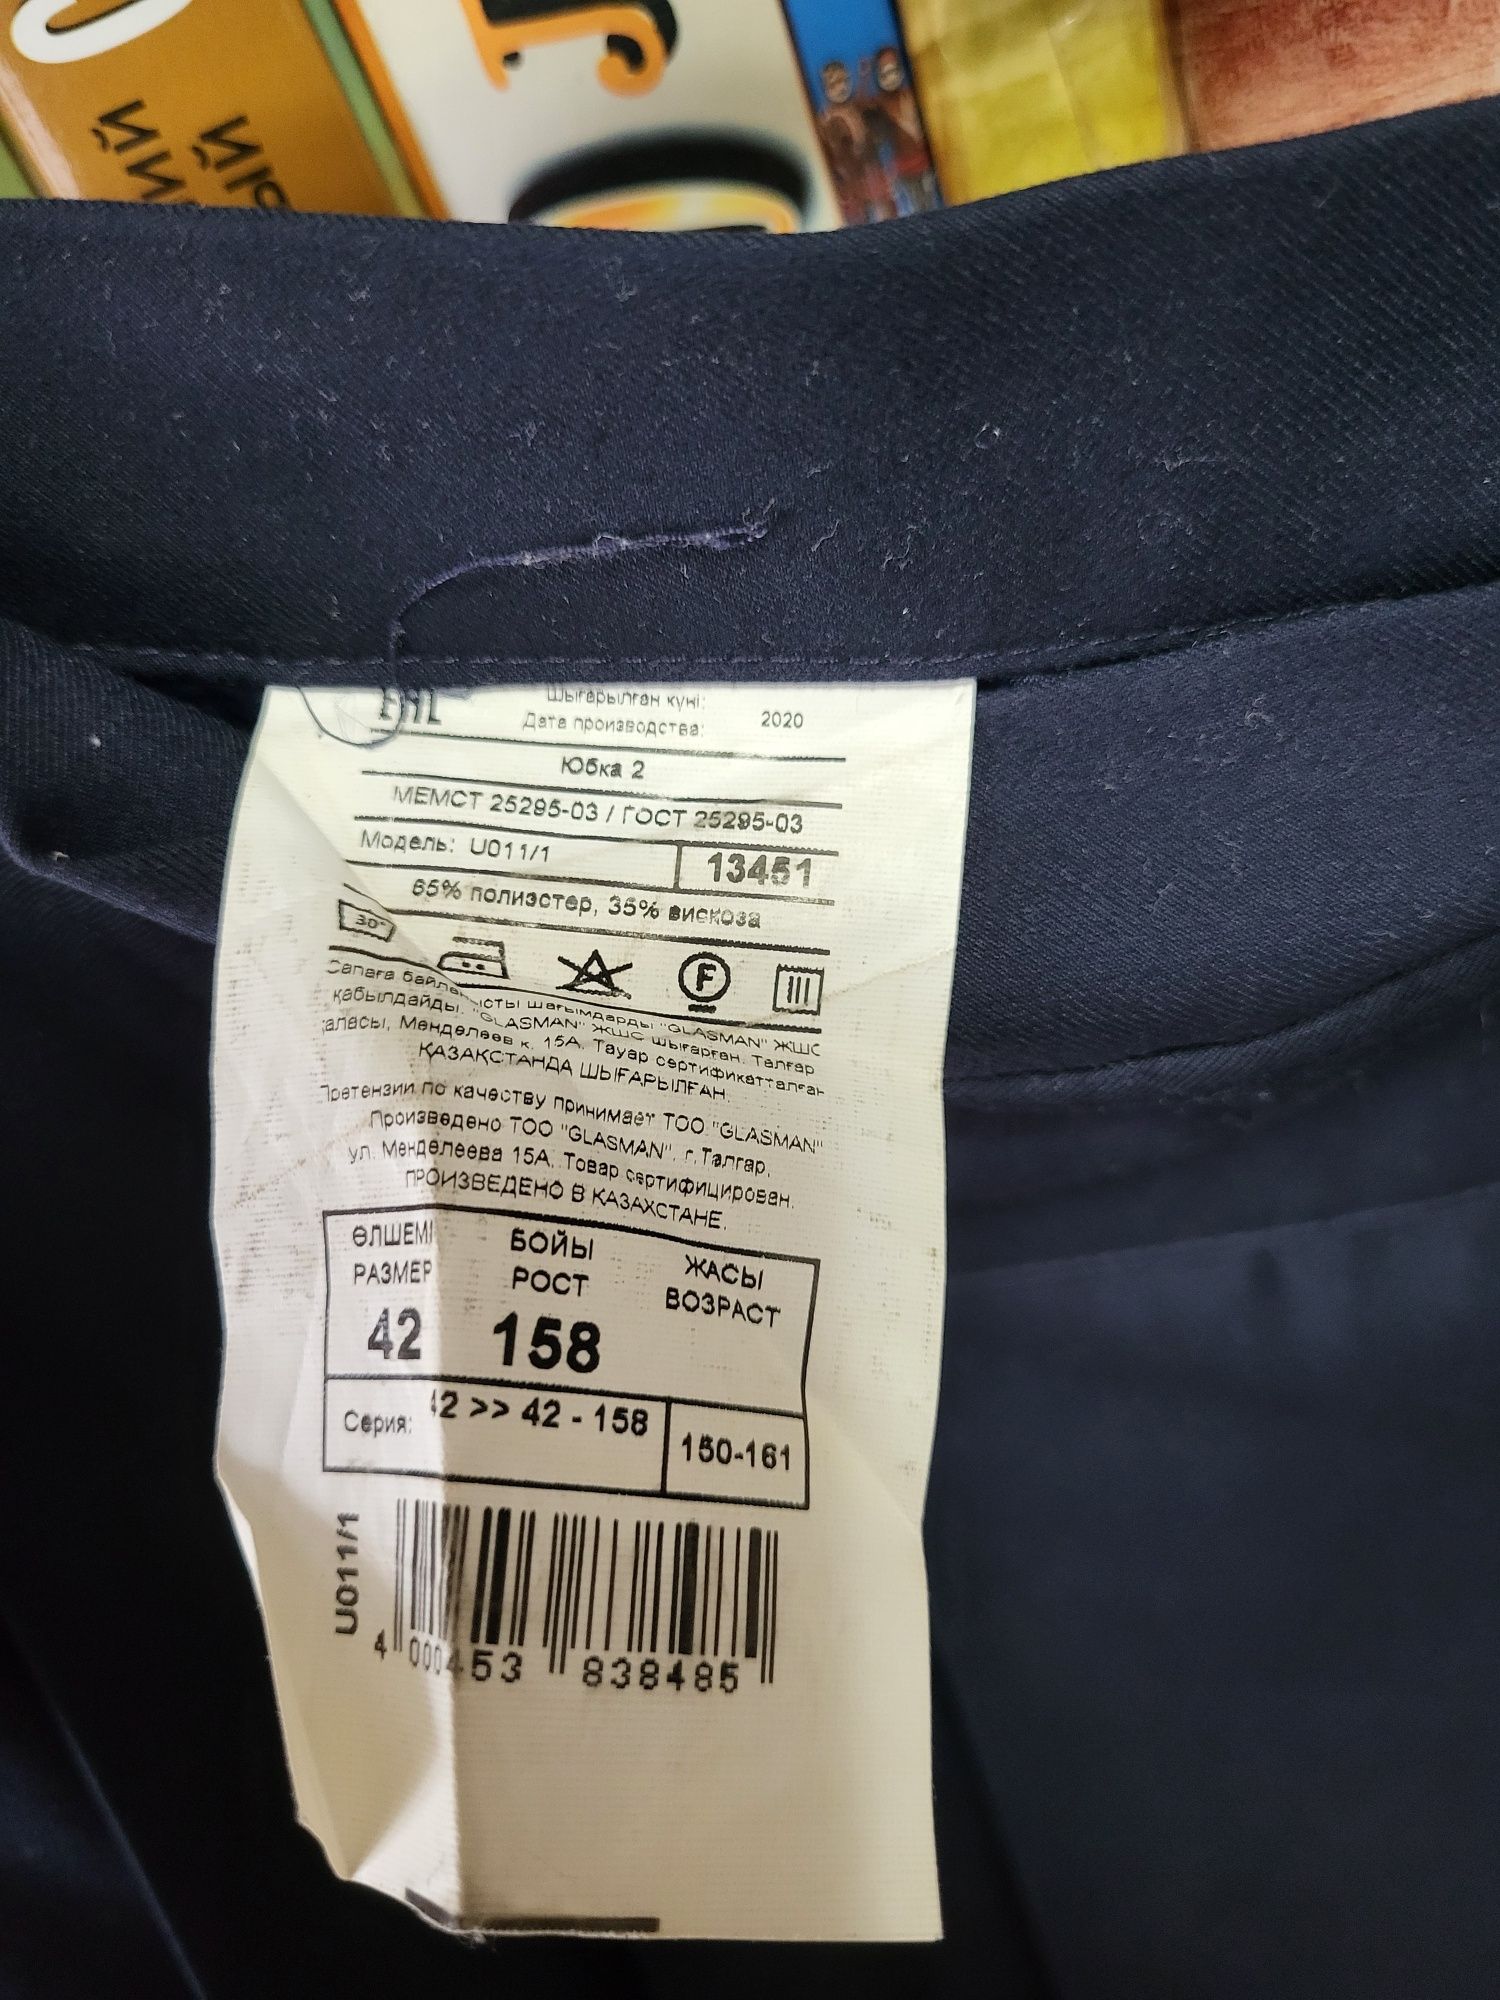 РЫЙ
НИЙ
EAC
Шығарылған күні:
Дата производства: 2020
Юбка 2
МЕМСТ 25295-03 / ГОСТ 25295-03
Модель: U011/1 13451
65% полиэстер, 35% вискоза
30°
F
Сапаға байланысты шағымдарды "GLASMAN" ЖШС
қабылдайды. "GLASMAN" ЖШС шығарған. Талғар
қаласы, Менделеев к. 15А. Тауар сертификатталған
ҚАЗАҚСТАНДА ШЫҒАРЫЛҒАН.
Претензии по качеству принимает ТОО "GLASMAN"
Произведено ТОО "GLASMAN", г.Талгар,
ул. Менделеева 15А. Товар сертифицирован.
ПРОИЗВЕДЕНО В КАЗАХСТАНЕ.
ӨЛШЕМІ БОЙЫ ЖАСЫ
РАЗМЕР РОСТ ВОЗРАСТ
42 158
Серия: 42 >> 42 - 158 150-161
U011/1
4 000453 838485